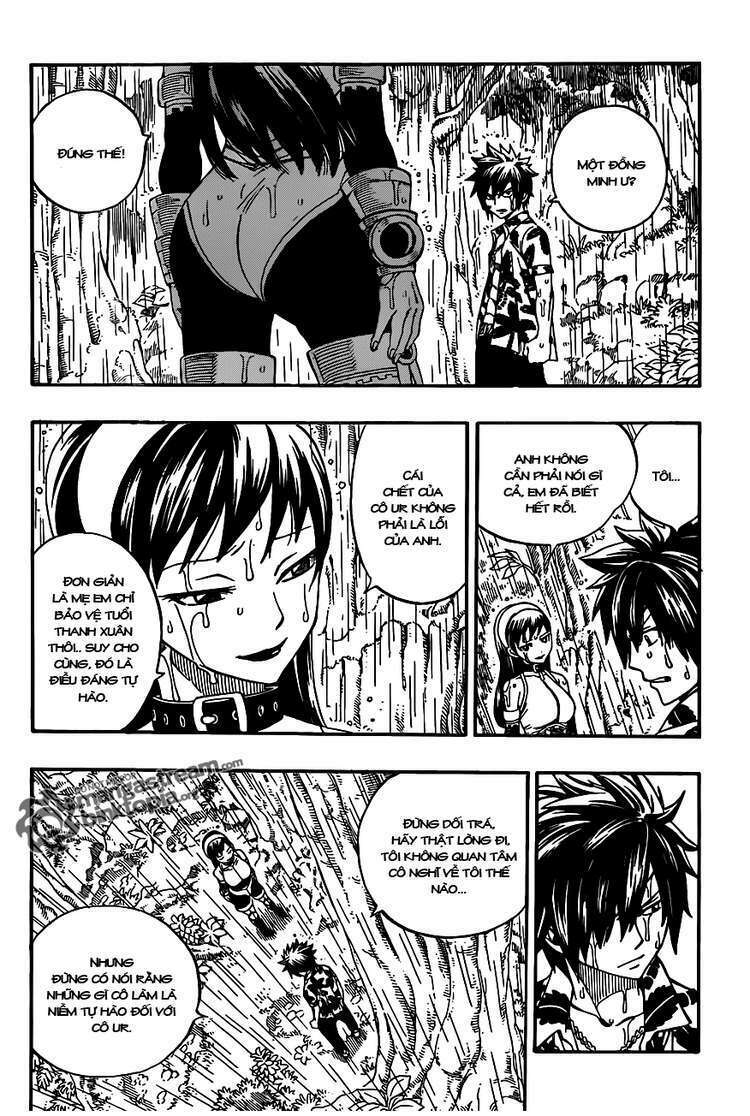 ĐÚNG THẾ!
MỘT ĐỒNG
MINH Ư?
CÁI
CHẾT CỦA
CÔ UR KHÔNG
PHẢI LÀ LỖI
CỦA ANH.
ĐƠN GIẢN
LÀ MẸ EM CHỈ
BẢO VỆ TUỔI
THANH XUÂN
THÔI.. SUY CHO
CÙNG, ĐÓ LÀ
ĐIỀU ĐÁNG TỰ
HÀO.
TÔI...
ANH KHÔNG
CẦN PHẢI NÓI GÌ
CẢ, EM ĐÃ BIẾT
HẾT RỒI.
mangastream.com
ĐỪNG DỐI TRÁ,
HÃY THẬT LÒNG ĐI,
TÔI KHÔNG QUAN TÂM
CÔ NGHĨ VỀ TÔI THẾ
NÀO...
NHƯNG
ĐỪNG CÓ NÓI RẰNG
NHỮNG GÌ CÔ LÀM LÀ
NIỀM TỰ HÀO ĐỐI VỚI
CÔ UR.